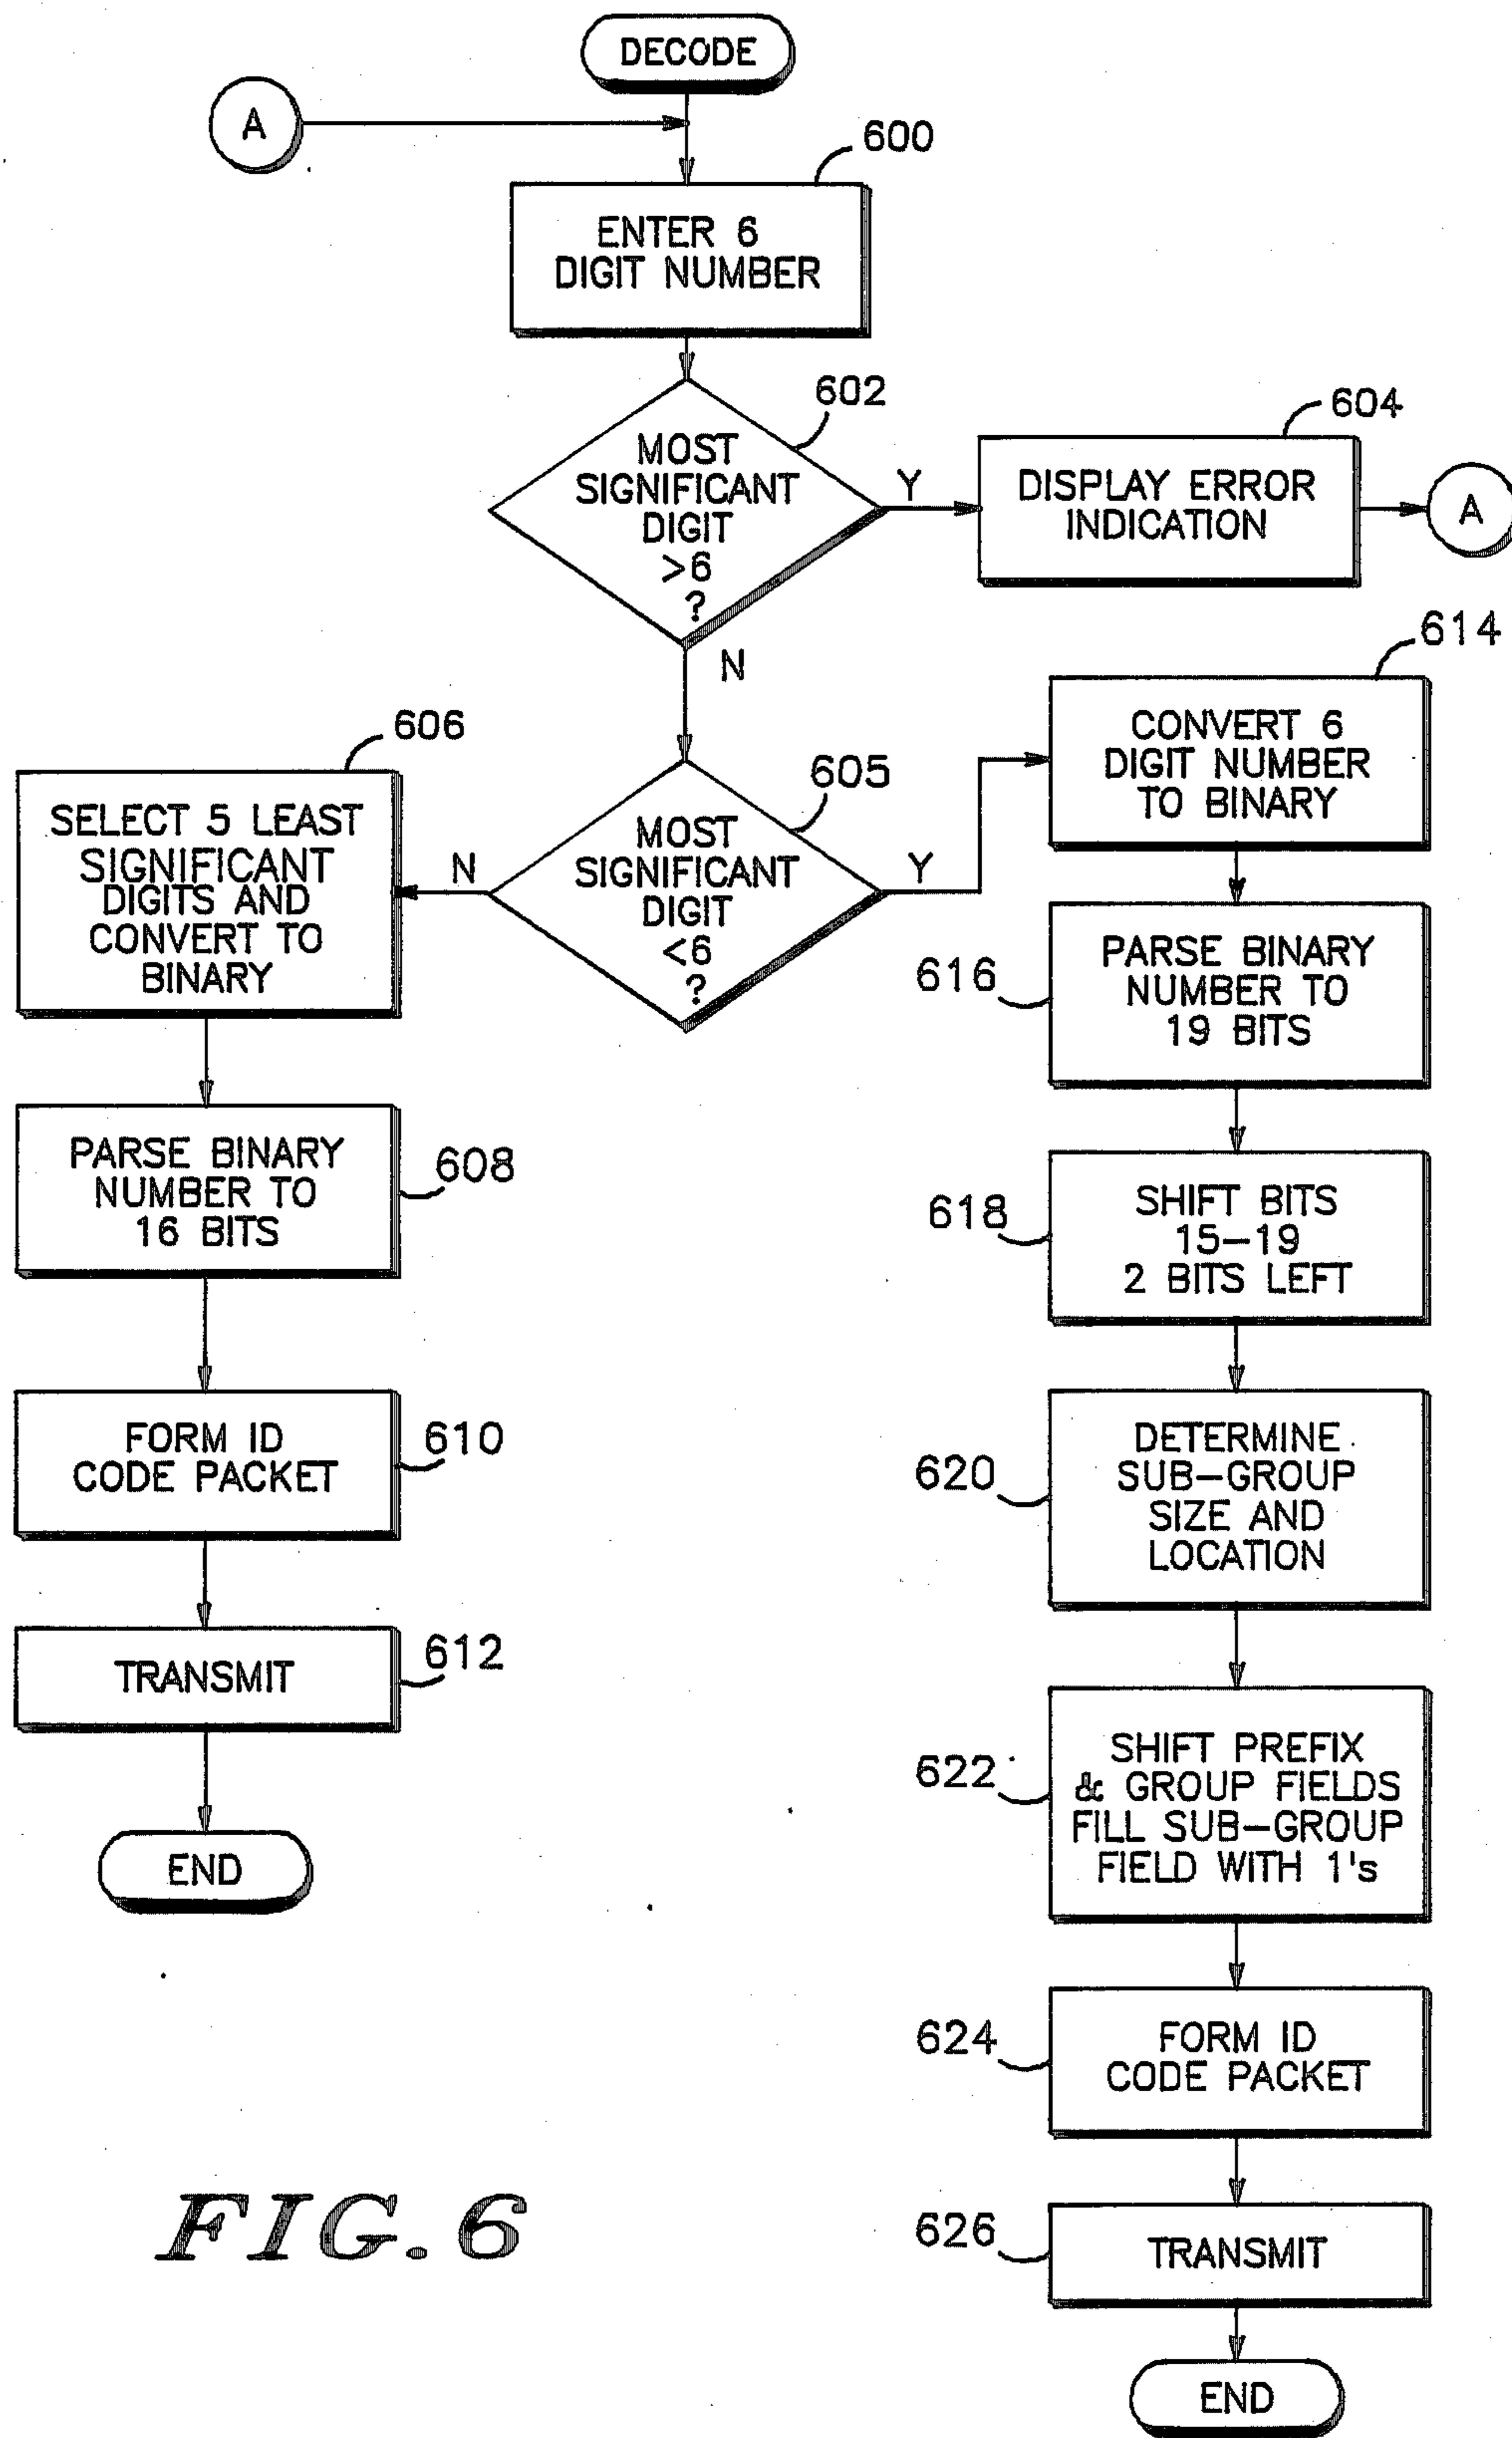 DECODE
A
600
ENTER 6
DIGIT NUMBER
602
MOST
SIGNIFICANT
DIGIT
>6
?
Y
N
604
DISPLAY ERROR
INDICATION
A
605
MOST
SIGNIFICANT
DIGIT
<6
?
N
Y
606
SELECT 5 LEAST
SIGNIFICANT
DIGITS AND
CONVERT TO
BINARY
608
PARSE BINARY
NUMBER TO
16 BITS
610
FORM ID
CODE PACKET
612
TRANSMIT
END
614
CONVERT 6
DIGIT NUMBER
TO BINARY
616
PARSE BINARY
NUMBER TO
19 BITS
618
SHIFT BITS
15-19
2 BITS LEFT
620
DETERMINE
SUB-GROUP
SIZE AND
LOCATION
622
SHIFT PREFIX
& GROUP FIELDS
FILL SUB-GROUP
FIELD WITH 1's
624
FORM ID
CODE PACKET
626
TRANSMIT
END
FIG. 6